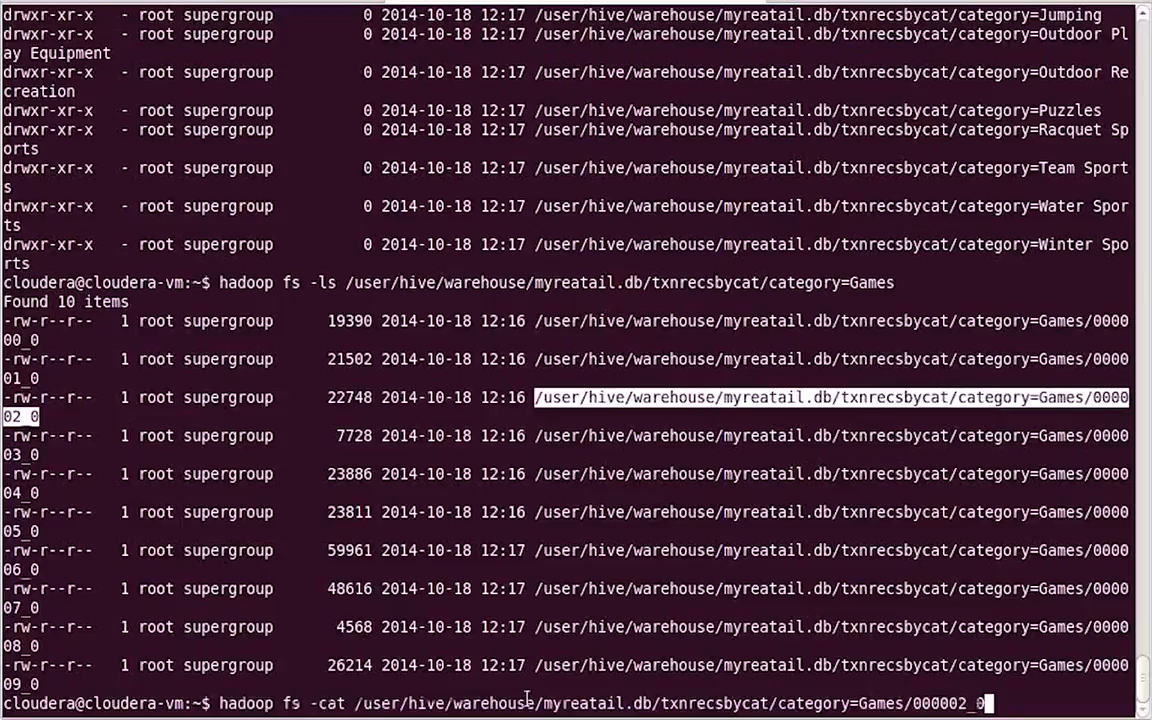 drwxr-xr-x   - root supergroup          0 2014-10-18 12:17 /user/hive/warehouse/myreatail.db/txnrecsbycat/category=Jumping
drwxr-xr-x   - root supergroup          0 2014-10-18 12:17 /user/hive/warehouse/myreatail.db/txnrecsbycat/category=Outdoor Pl
ay Equipment
drwxr-xr-x   - root supergroup          0 2014-10-18 12:17 /user/hive/warehouse/myreatail.db/txnrecsbycat/category=Outdoor Re
creation
drwxr-xr-x   - root supergroup          0 2014-10-18 12:17 /user/hive/warehouse/myreatail.db/txnrecsbycat/category=Puzzles
drwxr-xr-x   - root supergroup          0 2014-10-18 12:17 /user/hive/warehouse/myreatail.db/txnrecsbycat/category=Racquet Sp
orts
drwxr-xr-x   - root supergroup          0 2014-10-18 12:17 /user/hive/warehouse/myreatail.db/txnrecsbycat/category=Team Sport
s
drwxr-xr-x   - root supergroup          0 2014-10-18 12:17 /user/hive/warehouse/myreatail.db/txnrecsbycat/category=Water Spor
ts
drwxr-xr-x   - root supergroup          0 2014-10-18 12:17 /user/hive/warehouse/myreatail.db/txnrecsbycat/category=Winter Spo
rts
cloudera@cloudera-vm:~$ hadoop fs -ls /user/hive/warehouse/myreatail.db/txnrecsbycat/category=Games
Found 10 items
-rw-r--r--   1 root supergroup      19390 2014-10-18 12:16 /user/hive/warehouse/myreatail.db/txnrecsbycat/category=Games/0000
00_0
-rw-r--r--   1 root supergroup      21502 2014-10-18 12:16 /user/hive/warehouse/myreatail.db/txnrecsbycat/category=Games/0000
01_0
-rw-r--r--   1 root supergroup      22748 2014-10-18 12:16 /user/hive/warehouse/myreatail.db/txnrecsbycat/category=Games/0000
02_0
-rw-r--r--   1 root supergroup       7728 2014-10-18 12:16 /user/hive/warehouse/myreatail.db/txnrecsbycat/category=Games/0000
03_0
-rw-r--r--   1 root supergroup      23886 2014-10-18 12:16 /user/hive/warehouse/myreatail.db/txnrecsbycat/category=Games/0000
04_0
-rw-r--r--   1 root supergroup      23811 2014-10-18 12:16 /user/hive/warehouse/myreatail.db/txnrecsbycat/category=Games/0000
05_0
-rw-r--r--   1 root supergroup      59961 2014-10-18 12:17 /user/hive/warehouse/myreatail.db/txnrecsbycat/category=Games/0000
06_0
-rw-r--r--   1 root supergroup      48616 2014-10-18 12:17 /user/hive/warehouse/myreatail.db/txnrecsbycat/category=Games/0000
07_0
-rw-r--r--   1 root supergroup       4568 2014-10-18 12:17 /user/hive/warehouse/myreatail.db/txnrecsbycat/category=Games/0000
08_0
-rw-r--r--   1 root supergroup      26214 2014-10-18 12:17 /user/hive/warehouse/myreatail.db/txnrecsbycat/category=Games/0000
09_0
cloudera@cloudera-vm:~$ hadoop fs -cat /user/hive/warehouse/myreatail.db/txnrecsbycat/category=Games/000002_0